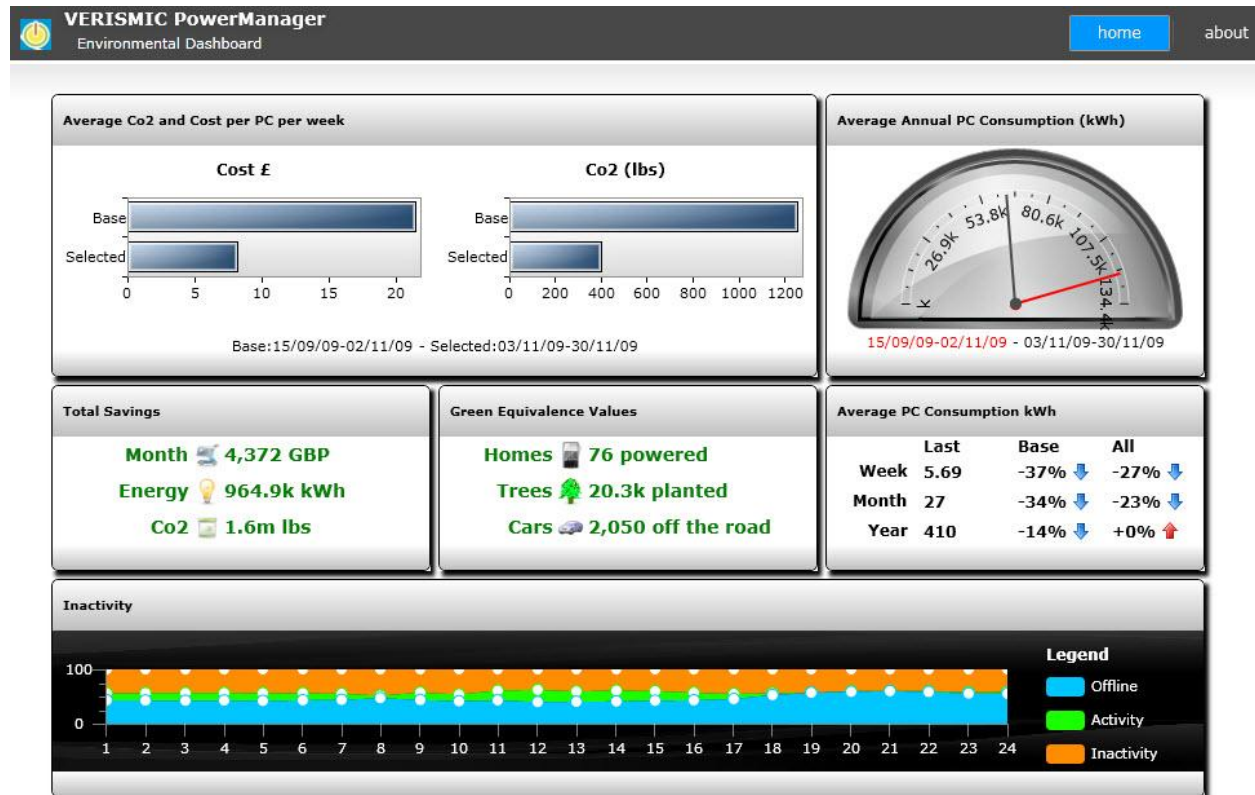 VERISMIC PowerManager
Environmental Dashboard
home
about
Average Co2 and Cost per PC per week
Cost £
Base
Selected
0 5 10 15 20
Co2 (lbs)
Base
Selected
0 200 400 600 800 1000 1200
Base:15/09/09-02/11/09 - Selected:03/11/09-30/11/09
Average Annual PC Consumption (kWh)
k 26.9k 53.8k 80.6k 107.5k 134.4k
15/09/09-02/11/09 - 03/11/09-30/11/09
Total Savings
Month 4,372 GBP
Energy 964.9k kWh
Co2 1.6m lbs
Green Equivalence Values
Homes 76 powered
Trees 20.3k planted
Cars 2,050 off the road
Average PC Consumption kWh
Last Base All
Week 5.69 -37% -27%
Month 27 -34% -23%
Year 410 -14% +0%
Inactivity
100
0
1 2 3 4 5 6 7 8 9 10 11 12 13 14 15 16 17 18 19 20 21 22 23 24
Legend
Offline
Activity
Inactivity